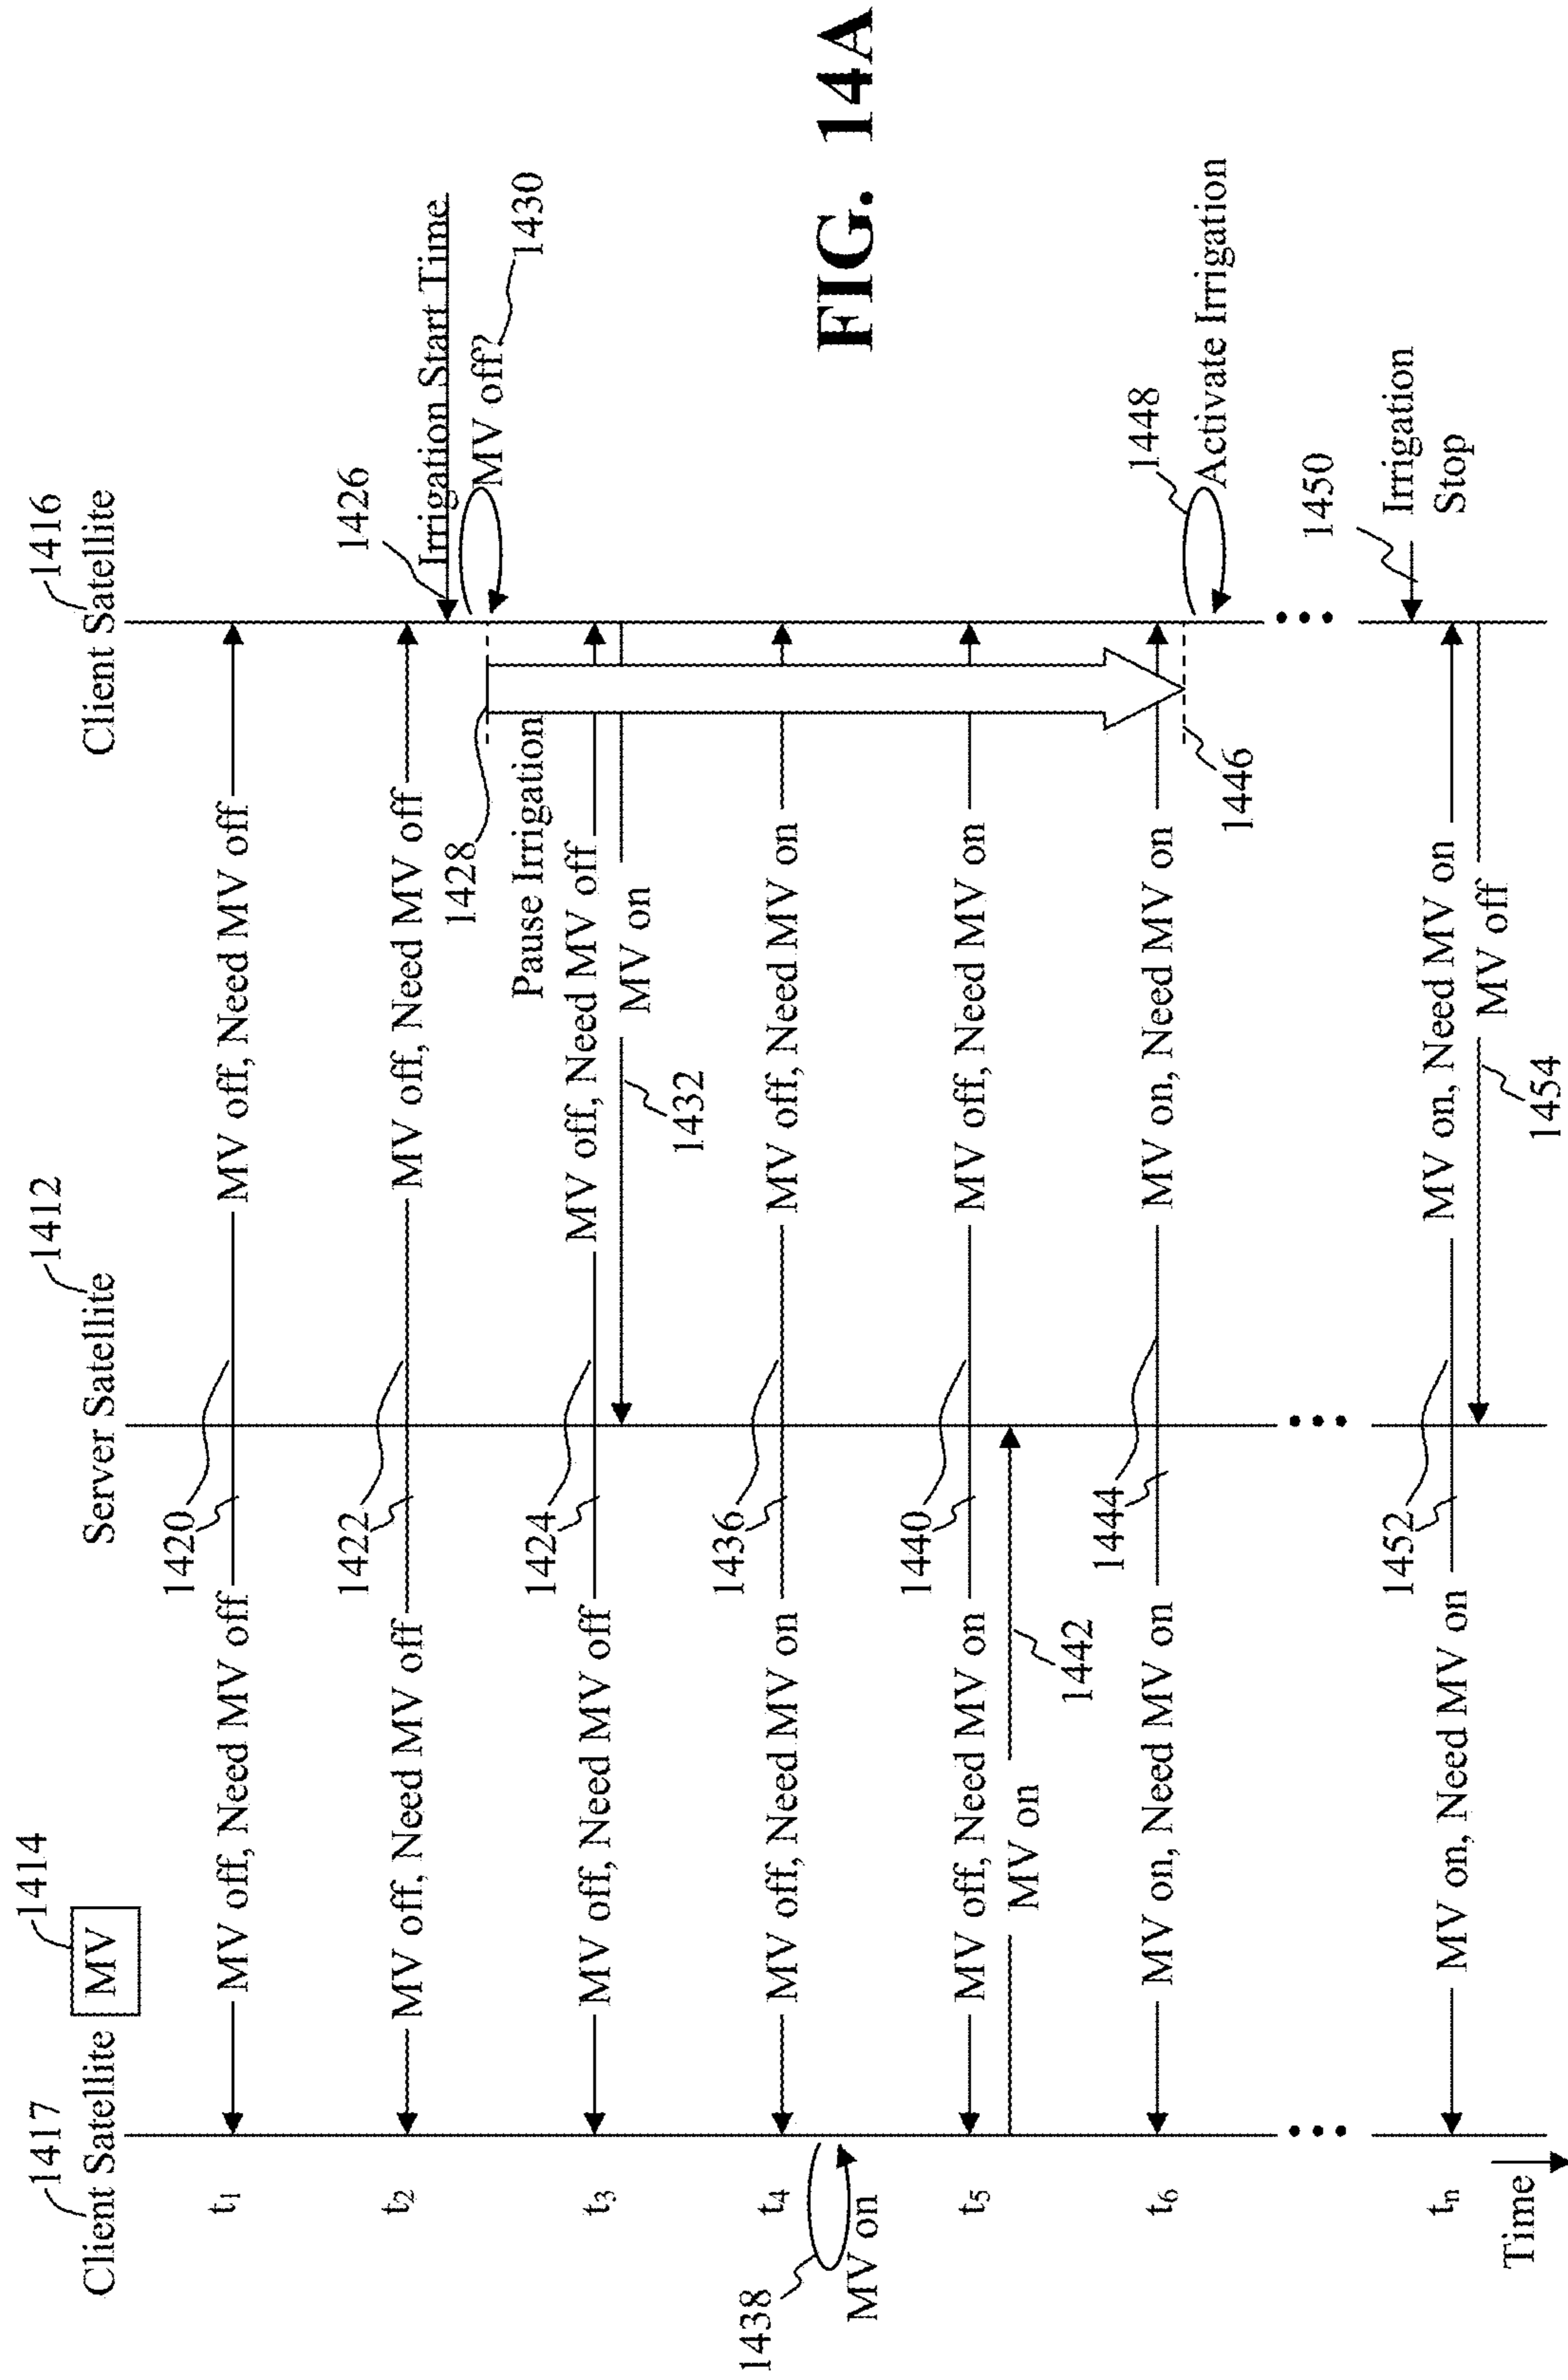 1417
Client Satellite
1414
MV
1412
Server Satellite
1416
Client Satellite
t1
1420
MV off, Need MV off
MV off, Need MV off
t2
1422
MV off, Need MV off
MV off, Need MV off
1426
Irrigation Start Time
1428
MV off?
1430
Pause Irrigation
t3
1424
MV off, Need MV off
MV off, Need MV off
MV on
1432
t4
1436
MV off, Need MV on
MV off, Need MV on
1438
MV on
t5
1440
MV off, Need MV on
MV off, Need MV on
MV on
1442
t6
1444
MV on, Need MV on
MV on, Need MV on
1446
1448
Activate Irrigation
1450
Irrigation
Stop
tn
1452
MV on, Need MV on
MV on, Need MV on
MV off
1454
Time
FIG. 14A